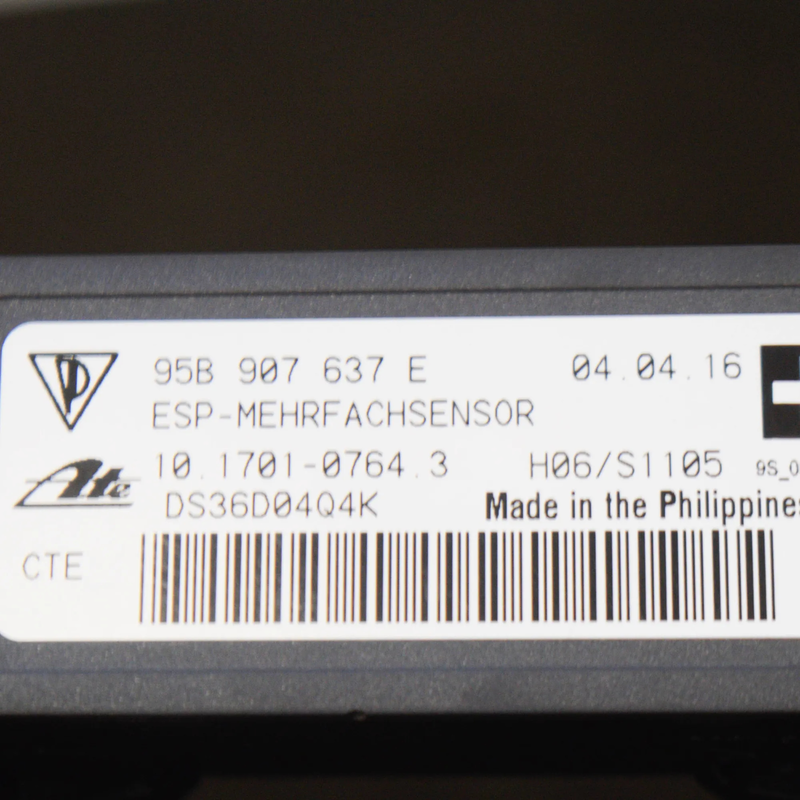 95B 907 637 E 04.04.16
ESP-MEHRFACHSENSOR
Ate 10.1701-0764.3 H06/S1105
DS36D04Q4K Made in the
CTE